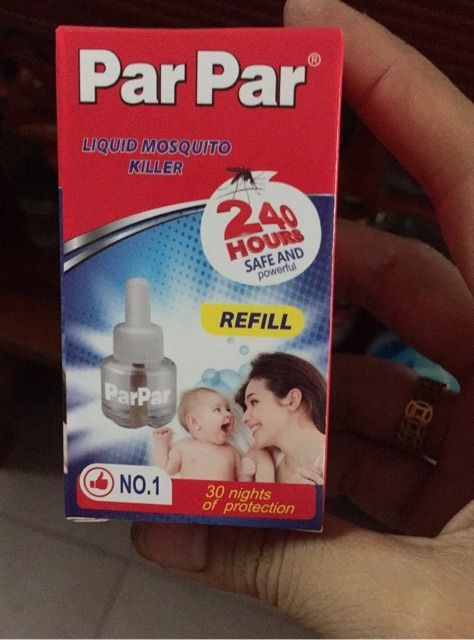 Par Par®
LIQUID MOSQUITO
KILLER
240
HOURS
SAFE AND
powerful
REFILL
ParPar
NO.1
30 nights
of protection